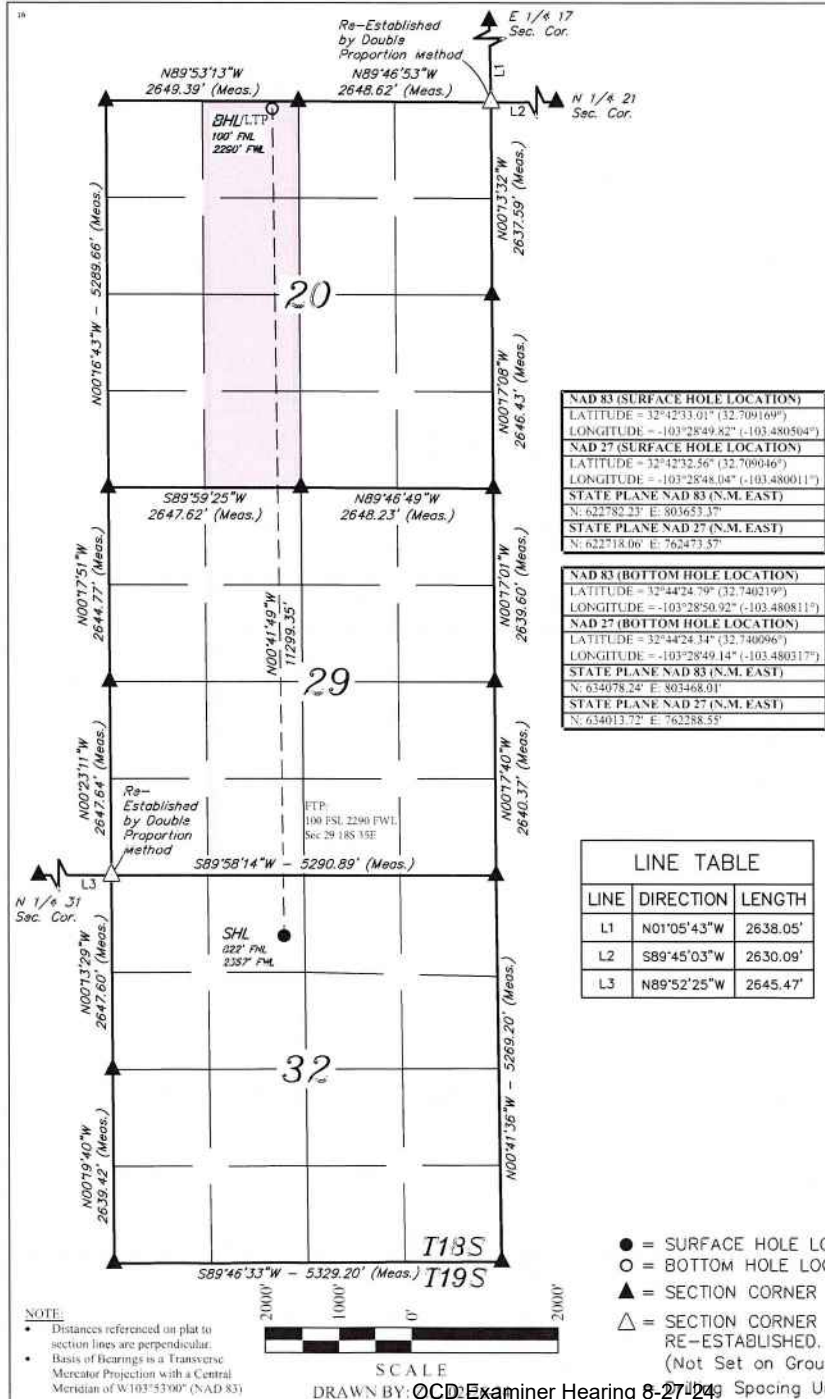 Re-Established
by Double
Proportion Method
E 1/4 17
Sec. Cor.
L1
N89°53'13"W
2649.39' (Meas.)
N89°46'53"W
2648.62' (Meas.)
L2
N 1/4 21
Sec. Cor.
BHL/LTP
100' FNL
2290' FWL
N00°16'43"W - 5289.66' (Meas.)
N00°13'32"W
2637.59' (Meas.)
20
N00°17'08"W
2646.43' (Meas.)
S89°59'25"W
2647.62' (Meas.)
N89°46'49"W
2648.23' (Meas.)
N00°17'51"W
2644.77' (Meas.)
N00°41'49"W
11299.35'
N00°17'01"W
2639.60' (Meas.)
29
N00°23'11"W
2647.64' (Meas.)
N00°17'40"W
2640.37' (Meas.)
Re-
Established
by Double
Proportion
Method
FTP:
100 FSL 2290 FWL
Sec 29 18S 35E
S89°58'14"W - 5290.89' (Meas.)
L3
N 1/4 31
Sec. Cor.
SHL
822' FNL
2357' FWL
N00°13'29"W
2647.60' (Meas.)
32
N00°41'36"W - 5269.20' (Meas.)
N00°19'40"W
2639.42' (Meas.)
T18S
S89°46'33"W - 5329.20' (Meas.)
T19S
NAD 83 (SURFACE HOLE LOCATION)
LATITUDE = 32°42'33.01" (32.709169°)
LONGITUDE = -103°28'49.82" (-103.480504°)
NAD 27 (SURFACE HOLE LOCATION)
LATITUDE = 32°42'32.56" (32.709046°)
LONGITUDE = -103°28'48.04" (-103.480011°)
STATE PLANE NAD 83 (N.M. EAST)
N: 622782.23' E: 803653.37'
STATE PLANE NAD 27 (N.M. EAST)
N: 622718.06' E: 762473.57'
NAD 83 (BOTTOM HOLE LOCATION)
LATITUDE = 32°44'24.79" (32.740219°)
LONGITUDE = -103°28'50.92" (-103.480811°)
NAD 27 (BOTTOM HOLE LOCATION)
LATITUDE = 32°44'24.34" (32.740096°)
LONGITUDE = -103°28'49.14" (-103.480317°)
STATE PLANE NAD 83 (N.M. EAST)
N: 634078.24' E: 803468.01'
STATE PLANE NAD 27 (N.M. EAST)
N: 634013.72' E: 762288.55'
LINE TABLE
LINE DIRECTION LENGTH
L1 N01°05'43"W 2638.05'
L2 S89°45'03"W 2630.09'
L3 N89°52'25"W 2645.47'
● = SURFACE HOLE LO
○ = BOTTOM HOLE LOC
▲ = SECTION CORNER
△ = SECTION CORNER
RE-ESTABLISHED.
(Not Set on Grou
Spacing U
NOTE:
• Distances referenced on plat to
section lines are perpendicular.
• Basis of Bearings is a Transverse
Mercator Projection with a Central
Meridian of W103°53'00" (NAD 83)
2000' 1000' 0' 2000'
SCALE
DRAWN BY:
OCD Examiner Hearing 8-27-24